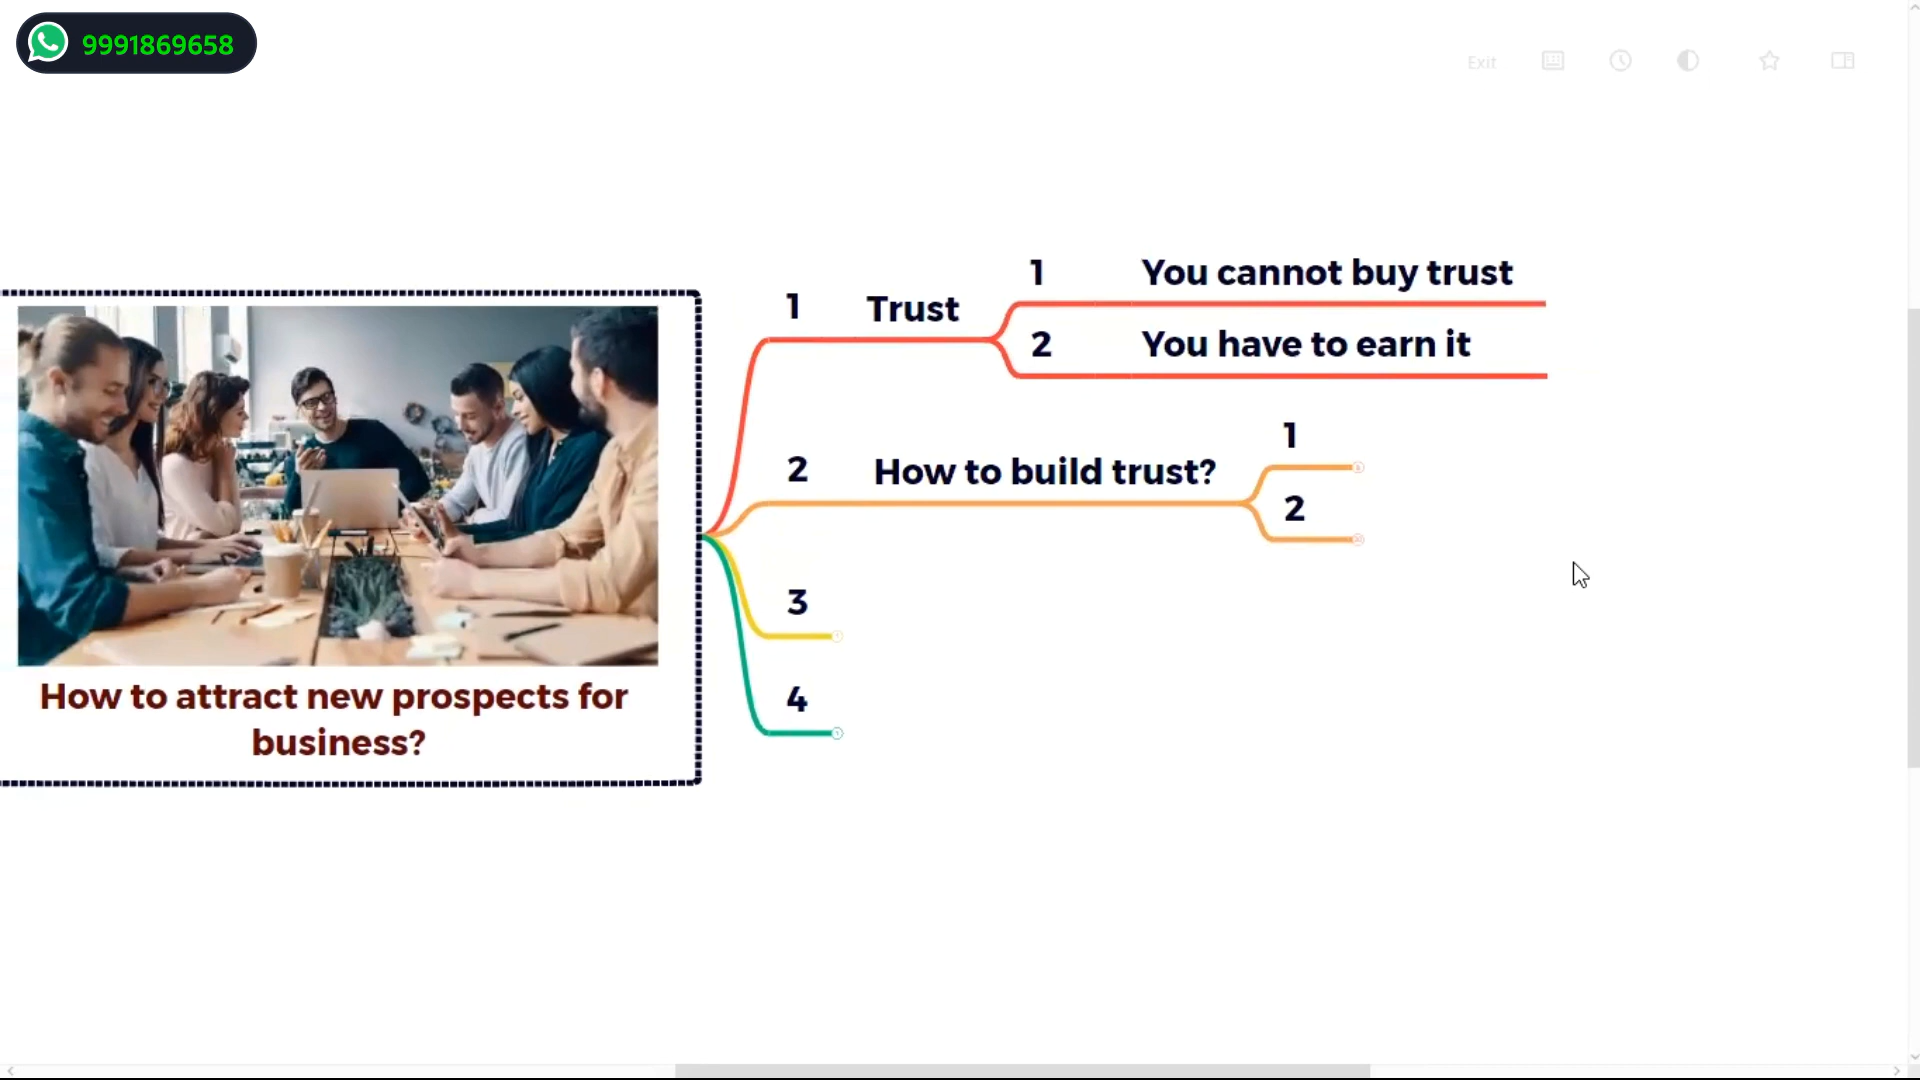 9991869658
Exit
1 You cannot buy trust
1 Trust
2 You have to earn it
1
2 How to build trust?
2
3
4
How to attract new prospects for
business?